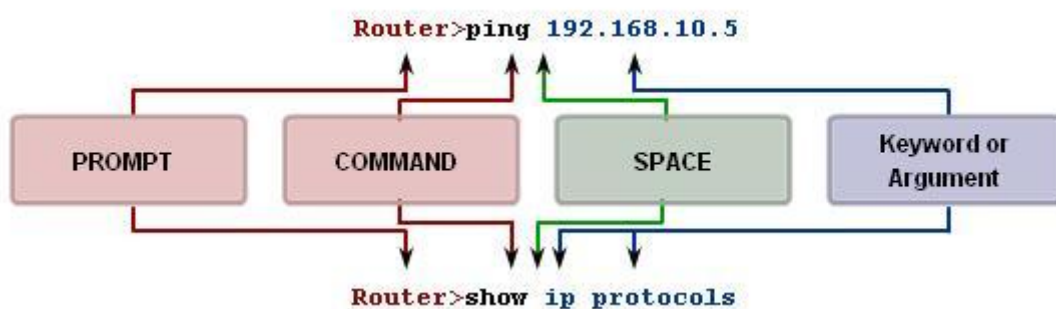 Router>ping 192.168.10.5
PROMPT
COMMAND
SPACE
Keyword or
Argument
Router>show ip protocols